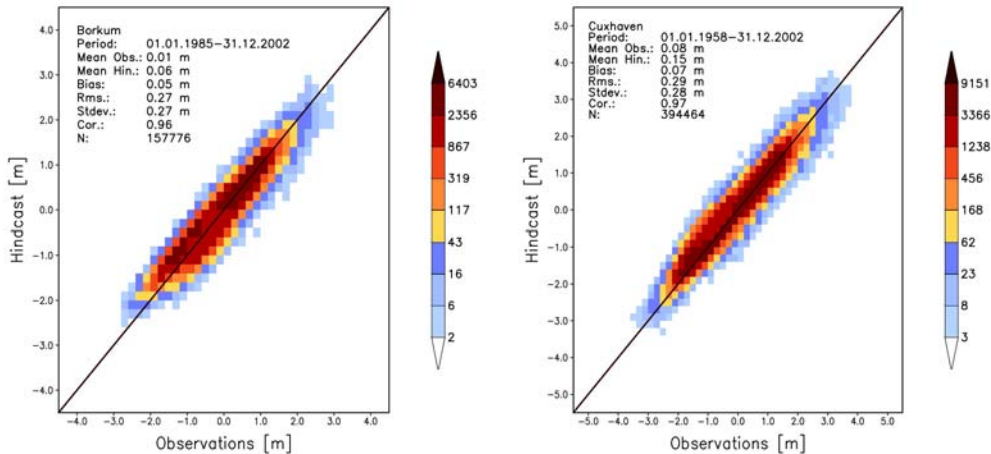 Borkum
Period: 01.01.1985−31.12.2002
Mean Obs.: 0.01 m
Mean Hin.: 0.06 m
Bias: 0.05 m
Rms.: 0.27 m
Stdev.: 0.27 m
Cor.: 0.96
N: 157776
4.0
3.0
2.0
1.0
0.0
−1.0
−2.0
−3.0
−4.0
Hindcast [m]
−4.0 −3.0 −2.0 −1.0 0.0 1.0 2.0 3.0 4.0
Observations [m]
6403
2356
867
319
117
43
16
6
2
Cuxhaven
Period: 01.01.1958−31.12.2002
Mean Obs.: 0.08 m
Mean Hin.: 0.15 m
Bias: 0.07 m
Rms.: 0.29 m
Stdev.: 0.28 m
Cor.: 0.97
N: 394464
5.0
4.0
3.0
2.0
1.0
0.0
−1.0
−2.0
−3.0
−4.0
−5.0
Hindcast [m]
−5.0 −4.0 −3.0 −2.0 −1.0 0.0 1.0 2.0 3.0 4.0 5.0
Observations [m]
9151
3366
1238
456
168
62
23
8
3